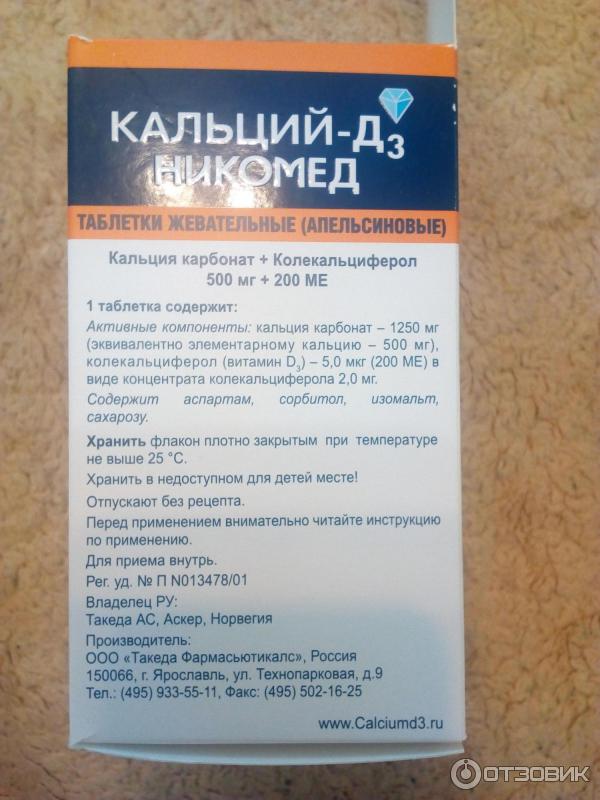 КАЛЬЦИЙ-Д3
НИКОМЕД
ТАБЛЕТКИ ЖЕВАТЕЛЬНЫЕ (АПЕЛЬСИНОВЫЕ)
Кальция карбонат + Колекальциферол
500 мг + 200 МЕ
1 таблетка содержит:
Активные компоненты: кальция карбонат – 1250 мг
(эквивалентно элементарному кальцию – 500 мг),
колекальциферол (витамин D3) – 5,0 мкг (200 МЕ) в
виде концентрата колекальциферола 2,0 мг.
Содержит аспартам, сорбитол, изомальт,
сахарозу.
Хранить флакон плотно закрытым при температуре
не выше 25 °С.
Хранить в недоступном для детей месте!
Отпускают без рецепта.
Перед применением внимательно читайте инструкцию
по применению.
Для приема внутрь.
Рег. уд. № П N013478/01
Владелец РУ:
Такеда АС, Аскер, Норвегия
Производитель:
ООО «Такеда Фармасьютикалс», Россия
150066, г. Ярославль, ул. Технопарковая, д.9
Тел.: (495) 933-55-11, Факс: (495) 502-16-25
www.Calciumd3.ru
ОТЗОВИК